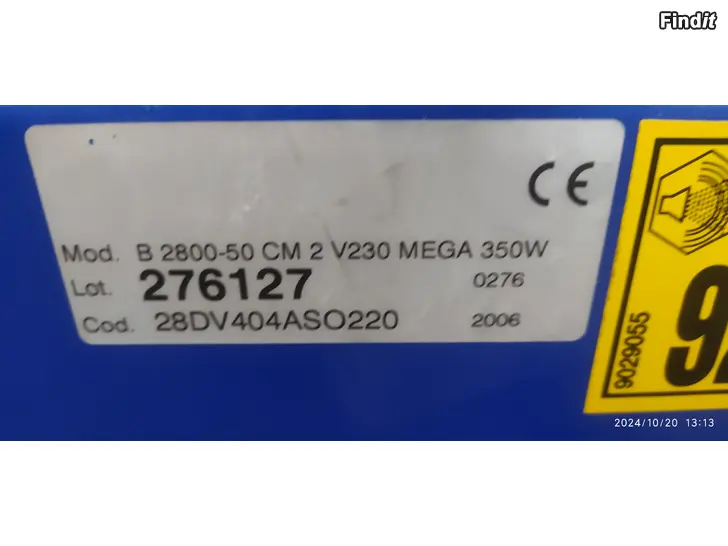 Findit
CE
Mod. B 2800-50 CM 2 V230 MEGA 350W
Lot. 276127 0276
Cod. 28DV404ASO220 2006
9029055
2024/10/20 13:13